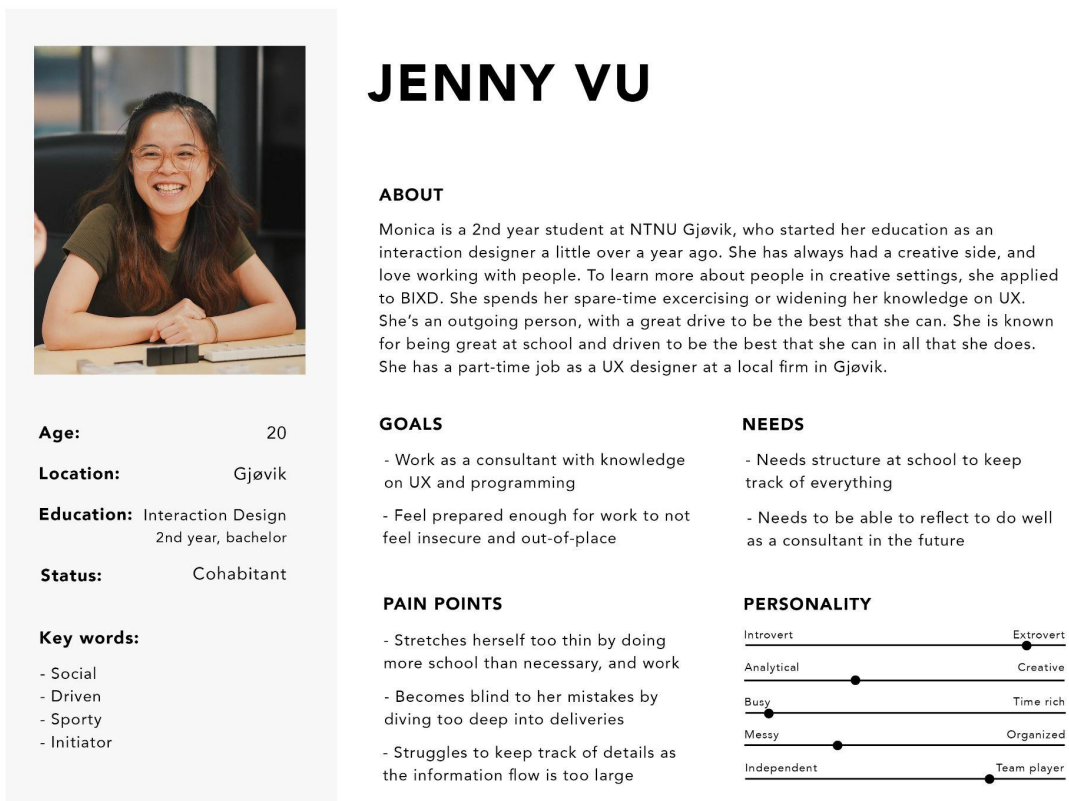 JENNY VU
ABOUT
Monica is a 2nd year student at NTNU Gjøvik, who started her education as an
interaction designer a little over a year ago. She has always had a creative side, and
love working with people. To learn more about people in creative settings, she applied
to BIXD. She spends her spare-time excercising or widening her knowledge on UX.
She's an outgoing person, with a great drive to be the best that she can. She is known
for being great at school and driven to be the best that she can in all that she does.
She has a part-time job as a UX designer at a local firm in Gjøvik.
Age: 20
Location: Gjøvik
Education: Interaction Design
2nd year, bachelor
Status: Cohabitant
Key words:
- Social
- Driven
- Sporty
- Initiator
GOALS
- Work as a consultant with knowledge
on UX and programming
- Feel prepared enough for work to not
feel insecure and out-of-place
NEEDS
- Needs structure at school to keep
track of everything
- Needs to be able to reflect to do well
as a consultant in the future
PAIN POINTS
- Stretches herself too thin by doing
more school than necessary, and work
- Becomes blind to her mistakes by
diving too deep into deliveries
- Struggles to keep track of details as
the information flow is too large
PERSONALITY
Introvert Extrovert
Analytical Creative
Busy Time rich
Messy Organized
Independent Team player